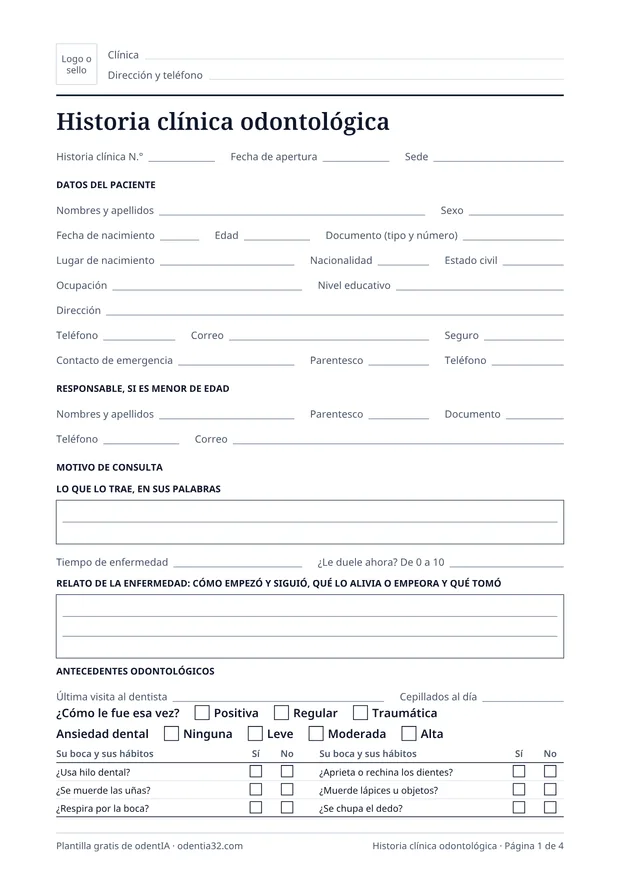 Logo o
sello
Clínica
Dirección y teléfono
Historia clínica odontológica
Historia clínica N.° Fecha de apertura Sede
DATOS DEL PACIENTE
Nombres y apellidos Sexo
Fecha de nacimiento Edad Documento (tipo y número)
Lugar de nacimiento Nacionalidad Estado civil
Ocupación Nivel educativo
Dirección
Teléfono Correo Seguro
Contacto de emergencia Parentesco Teléfono
RESPONSABLE, SI ES MENOR DE EDAD
Nombres y apellidos Parentesco Documento
Teléfono Correo
MOTIVO DE CONSULTA
LO QUE LO TRAE, EN SUS PALABRAS
Tiempo de enfermedad ¿Le duele ahora? De 0 a 10
RELATO DE LA ENFERMEDAD: CÓMO EMPEZÓ Y SIGUIÓ, QUÉ LO ALIVIA O EMPEORA Y QUÉ TOMÓ
ANTECEDENTES ODONTOLÓGICOS
Última visita al dentista Cepillados al día
¿Cómo le fue esa vez? Positiva Regular Traumática
Ansiedad dental Ninguna Leve Moderada Alta
Su boca y sus hábitos Sí No Su boca y sus hábitos Sí No
¿Usa hilo dental? ¿Aprieta o rechina los dientes?
¿Se muerde las uñas? ¿Muerde lápices u objetos?
¿Respira por la boca? ¿Se chupa el dedo?
Plantilla gratis de odentIA · odentia32.com Historia clínica odontológica · Página 1 de 4